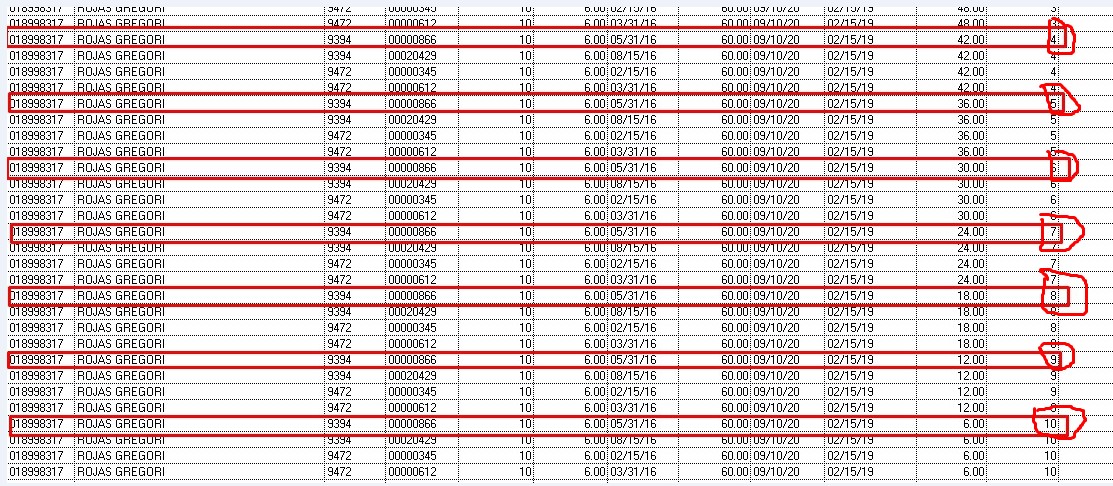 018998317 ROJAS GREGORI 9472 00000345 10 6.00 02/15/16 60.00 09/10/20 02/15/19 48.00 3
018998317 ROJAS GREGORI 9472 00000612 10 6.00 03/31/16 60.00 09/10/20 02/15/19 48.00 3
018998317 ROJAS GREGORI 9394 00000866 10 6.00 05/31/16 60.00 09/10/20 02/15/19 42.00 4
018998317 ROJAS GREGORI 9394 00020429 10 6.00 08/15/16 60.00 09/10/20 02/15/19 42.00 4
018998317 ROJAS GREGORI 9472 00000345 10 6.00 02/15/16 60.00 09/10/20 02/15/19 42.00 4
018998317 ROJAS GREGORI 9472 00000612 10 6.00 03/31/16 60.00 09/10/20 02/15/19 42.00 4
018998317 ROJAS GREGORI 9394 00000866 10 6.00 05/31/16 60.00 09/10/20 02/15/19 36.00 5
018998317 ROJAS GREGORI 9394 00020429 10 6.00 08/15/16 60.00 09/10/20 02/15/19 36.00 5
018998317 ROJAS GREGORI 9472 00000345 10 6.00 02/15/16 60.00 09/10/20 02/15/19 36.00 5
018998317 ROJAS GREGORI 9472 00000612 10 6.00 03/31/16 60.00 09/10/20 02/15/19 36.00 5
018998317 ROJAS GREGORI 9394 00000866 10 6.00 05/31/16 60.00 09/10/20 02/15/19 30.00 6
018998317 ROJAS GREGORI 9394 00020429 10 6.00 08/15/16 60.00 09/10/20 02/15/19 30.00 6
018998317 ROJAS GREGORI 9472 00000345 10 6.00 02/15/16 60.00 09/10/20 02/15/19 30.00 6
018998317 ROJAS GREGORI 9472 00000612 10 6.00 03/31/16 60.00 09/10/20 02/15/19 30.00 6
018998317 ROJAS GREGORI 9394 00000866 10 6.00 05/31/16 60.00 09/10/20 02/15/19 24.00 7
018998317 ROJAS GREGORI 9394 00020429 10 6.00 08/15/16 60.00 09/10/20 02/15/19 24.00 7
018998317 ROJAS GREGORI 9472 00000345 10 6.00 02/15/16 60.00 09/10/20 02/15/19 24.00 7
018998317 ROJAS GREGORI 9472 00000612 10 6.00 03/31/16 60.00 09/10/20 02/15/19 24.00 7
018998317 ROJAS GREGORI 9394 00000866 10 6.00 05/31/16 60.00 09/10/20 02/15/19 18.00 8
018998317 ROJAS GREGORI 9394 00020429 10 6.00 08/15/16 60.00 09/10/20 02/15/19 18.00 8
018998317 ROJAS GREGORI 9472 00000345 10 6.00 02/15/16 60.00 09/10/20 02/15/19 18.00 8
018998317 ROJAS GREGORI 9472 00000612 10 6.00 03/31/16 60.00 09/10/20 02/15/19 18.00 8
018998317 ROJAS GREGORI 9394 00000866 10 6.00 05/31/16 60.00 09/10/20 02/15/19 12.00 9
018998317 ROJAS GREGORI 9394 00020429 10 6.00 08/15/16 60.00 09/10/20 02/15/19 12.00 9
018998317 ROJAS GREGORI 9472 00000345 10 6.00 02/15/16 60.00 09/10/20 02/15/19 12.00 9
018998317 ROJAS GREGORI 9472 00000612 10 6.00 03/31/16 60.00 09/10/20 02/15/19 12.00 9
018998317 ROJAS GREGORI 9394 00000866 10 6.00 05/31/16 60.00 09/10/20 02/15/19 6.00 10
018998317 ROJAS GREGORI 9394 00020429 10 6.00 08/15/16 60.00 09/10/20 02/15/19 6.00 10
018998317 ROJAS GREGORI 9472 00000345 10 6.00 02/15/16 60.00 09/10/20 02/15/19 6.00 10
018998317 ROJAS GREGORI 9472 00000612 10 6.00 03/31/16 60.00 09/10/20 02/15/19 6.00 10